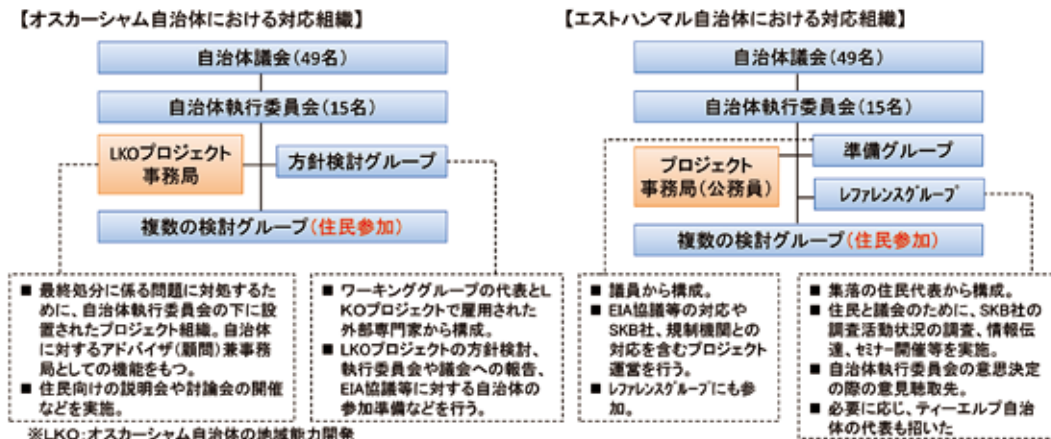 【オスカーシャム自治体における対応組織】
自治体議会(49名)
自治体執行委員会(15名)
LKOプロジェクト
事務局
方針検討グループ
複数の検討グループ(住民参加)
■ 最終処分に係る問題に対処するた
めに、自治体執行委員会の下に設
置されたプロジェクト組織。自治体
に対するアドバイザ(顧問)兼事務
局としての機能をもつ。
■ 住民向けの説明会や討論会の開催
などを実施。
■ ワーキンググループの代表とL
KOプロジェクトで雇用された
外部専門家から構成。
■ LKOプロジェクトの方針検討、
執行委員会や議会への報告、
EIA協議等に対する自治体の
参加準備などを行う。
※LKO:オスカーシャム自治体の地域能力開発
【エストハンマル自治体における対応組織】
自治体議会(49名)
自治体執行委員会(15名)
プロジェクト
事務局(公務員)
準備グループ
レファレンスグループ
複数の検討グループ(住民参加)
■ 議員から構成。
■ EIA協議等の対応や
SKB社、規制機関との
対応を含むプロジェクト
運営を行う。
■ レファレンスグループにも参
加。
■ 集落の住民代表から構成。
■ 住民と議会のために、SKB社の
調査活動状況の調査、情報伝
達、セミナー開催等を実施。
■ 自治体執行委員会の意思決定
の際の意見聴取先。
■ 必要に応じ、ティーエルプ自治
体の代表も招いた